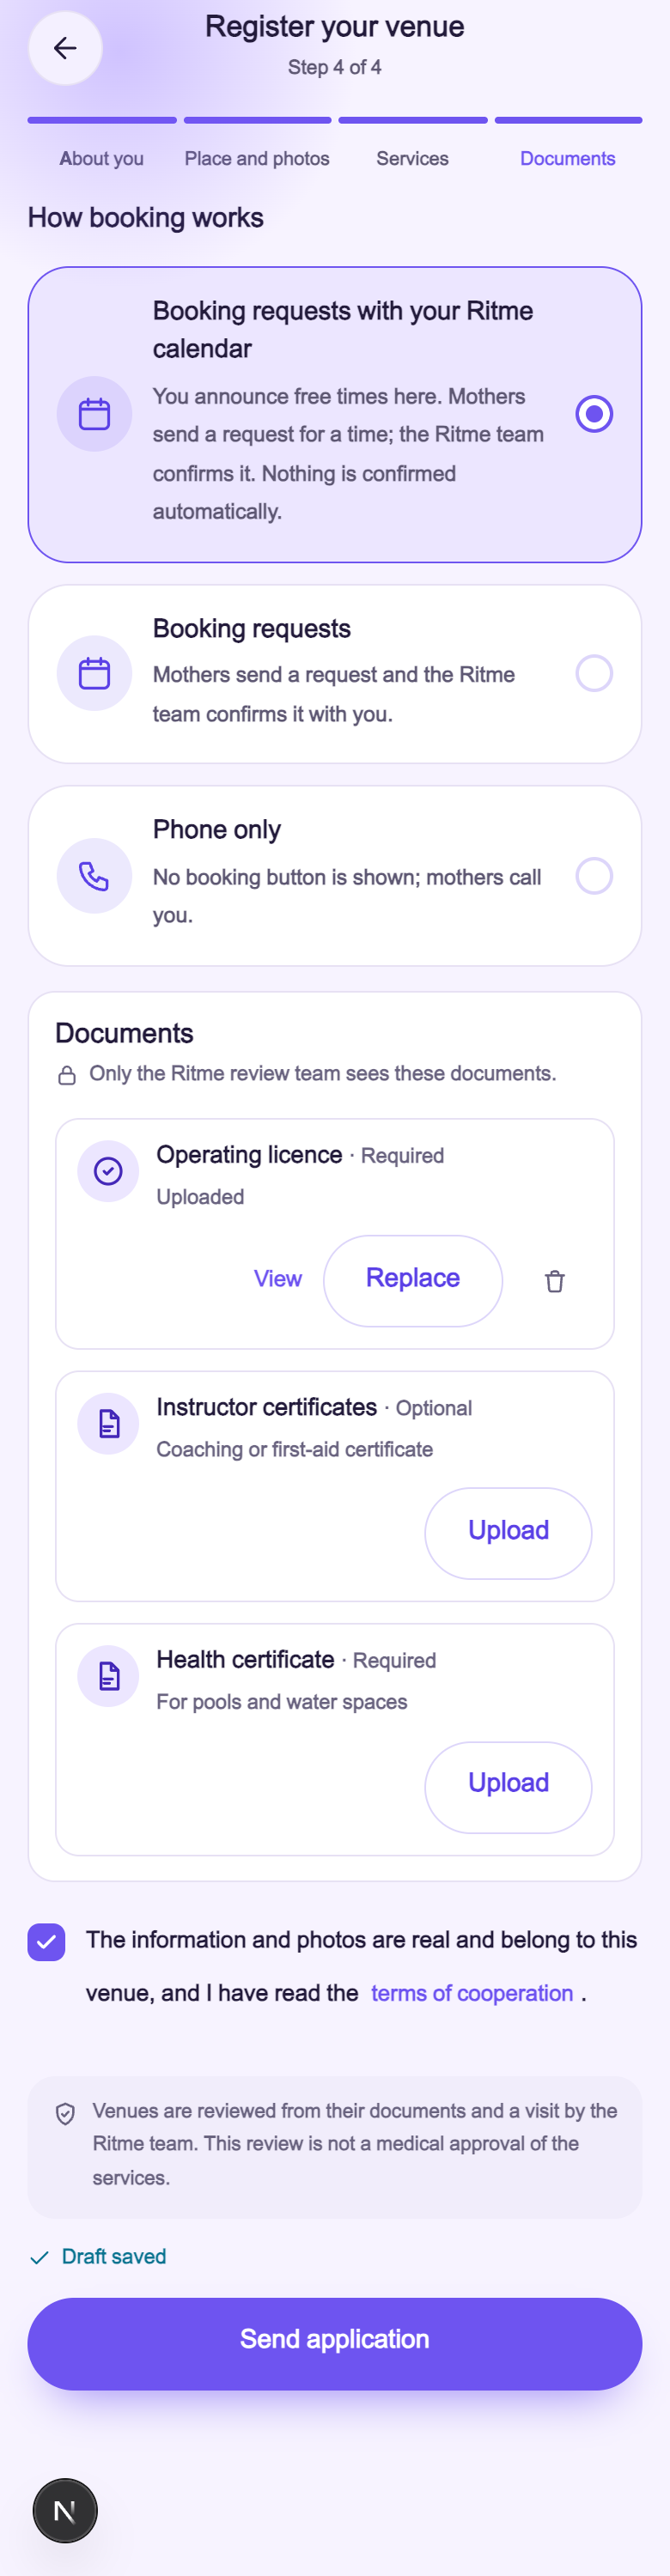 Register your venue
Step 4 of 4
About you
Place and photos
Services
Documents
How booking works
Booking requests with your Ritme
calendar
You announce free times here. Mothers
send a request for a time; the Ritme team
confirms it. Nothing is confirmed
automatically.
Booking requests
Mothers send a request and the Ritme
team confirms it with you.
Phone only
No booking button is shown; mothers call
you.
Documents
Only the Ritme review team sees these documents.
Operating licence · Required
Uploaded
View
Replace
Instructor certificates · Optional
Coaching or first-aid certificate
Upload
Health certificate · Required
For pools and water spaces
Upload
The information and photos are real and belong to this
venue, and I have read the terms of cooperation .
Venues are reviewed from their documents and a visit by the
Ritme team. This review is not a medical approval of the
services.
Draft saved
Send application
N